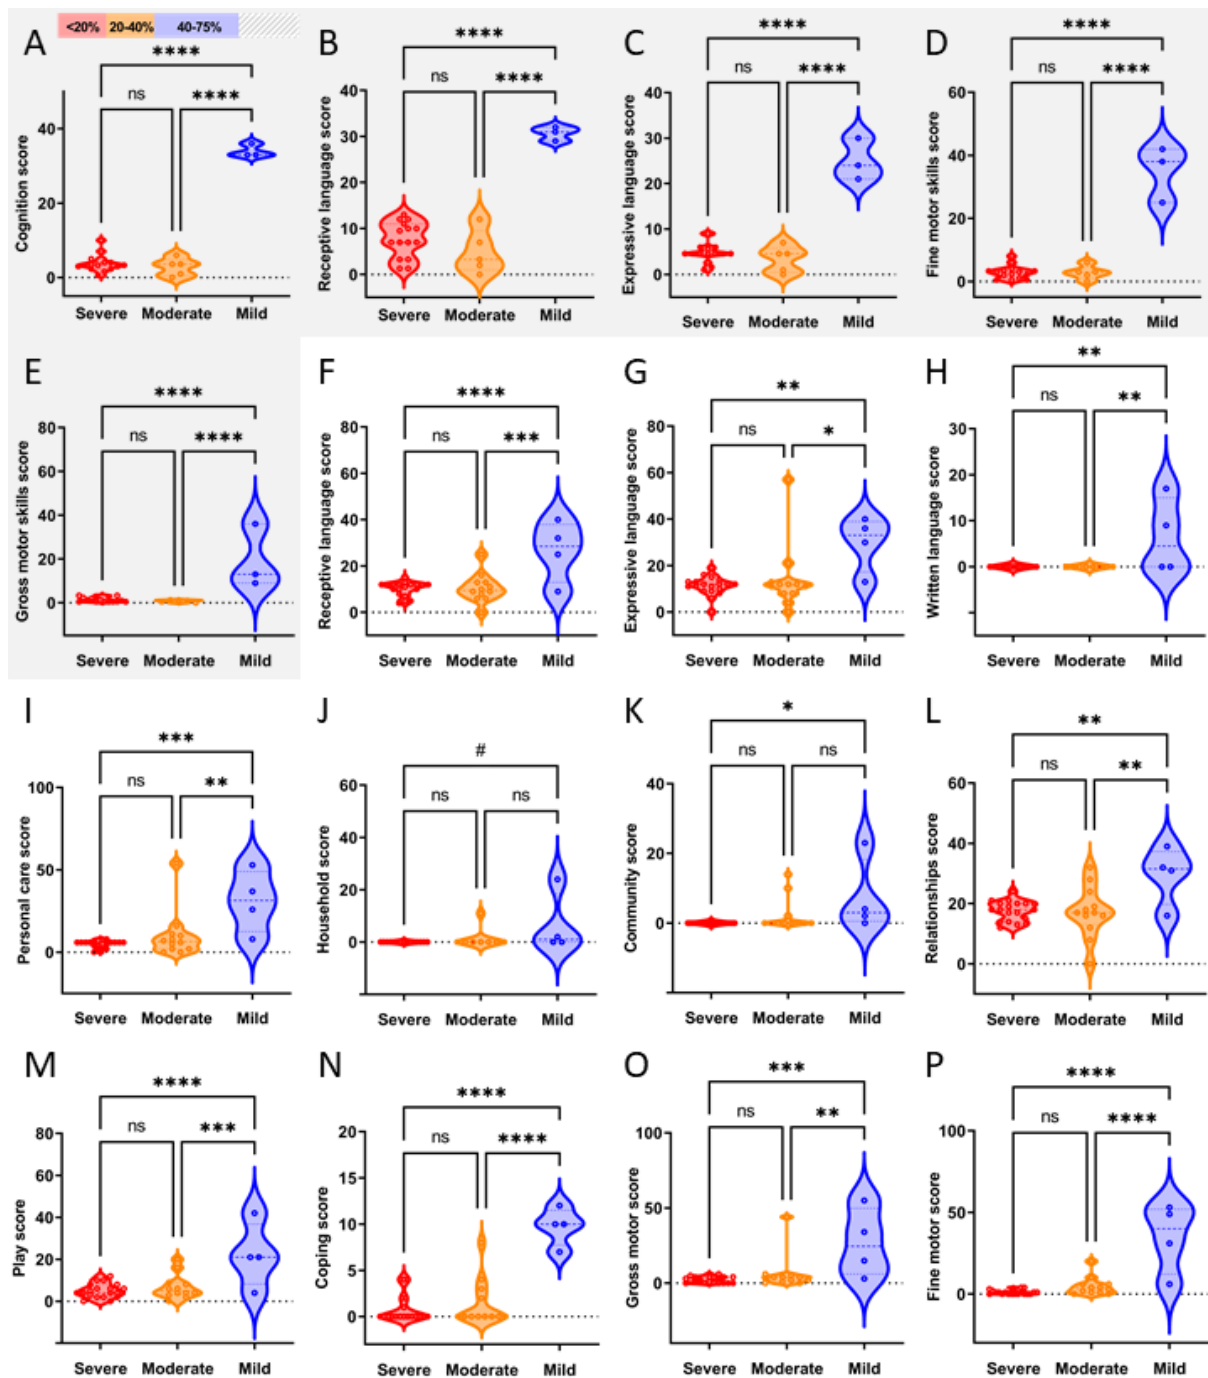 <20% 20-40% 40-75%
A
****
ns ****
Cognition score
40
20
0
Severe Moderate Mild
B
****
ns ****
Receptive language score
40
30
20
10
0
Severe Moderate Mild
C
****
ns ****
Expressive language score
40
30
20
10
0
Severe Moderate Mild
D
****
ns ****
Fine motor skills score
60
40
20
0
Severe Moderate Mild
E
****
ns ****
Gross motor skills score
80
60
40
20
0
Severe Moderate Mild
F
****
ns ***
Receptive language score
80
60
40
20
0
Severe Moderate Mild
G
**
ns *
Expressive language score
80
60
40
20
0
Severe Moderate Mild
H
**
ns **
Written language score
30
20
10
0
Severe Moderate Mild
I
***
ns **
Personal care score
100
50
0
Severe Moderate Mild
J
#
ns ns
Household score
60
40
20
0
Severe Moderate Mild
K
*
ns ns
Community score
40
20
0
Severe Moderate Mild
L
**
ns **
Relationships score
60
40
20
0
Severe Moderate Mild
M
****
ns ***
Play score
80
60
40
20
0
Severe Moderate Mild
N
****
ns ****
Coping score
20
15
10
5
0
Severe Moderate Mild
O
***
ns **
Gross motor score
100
50
0
Severe Moderate Mild
P
****
ns ****
Fine motor score
100
50
0
Severe Moderate Mild